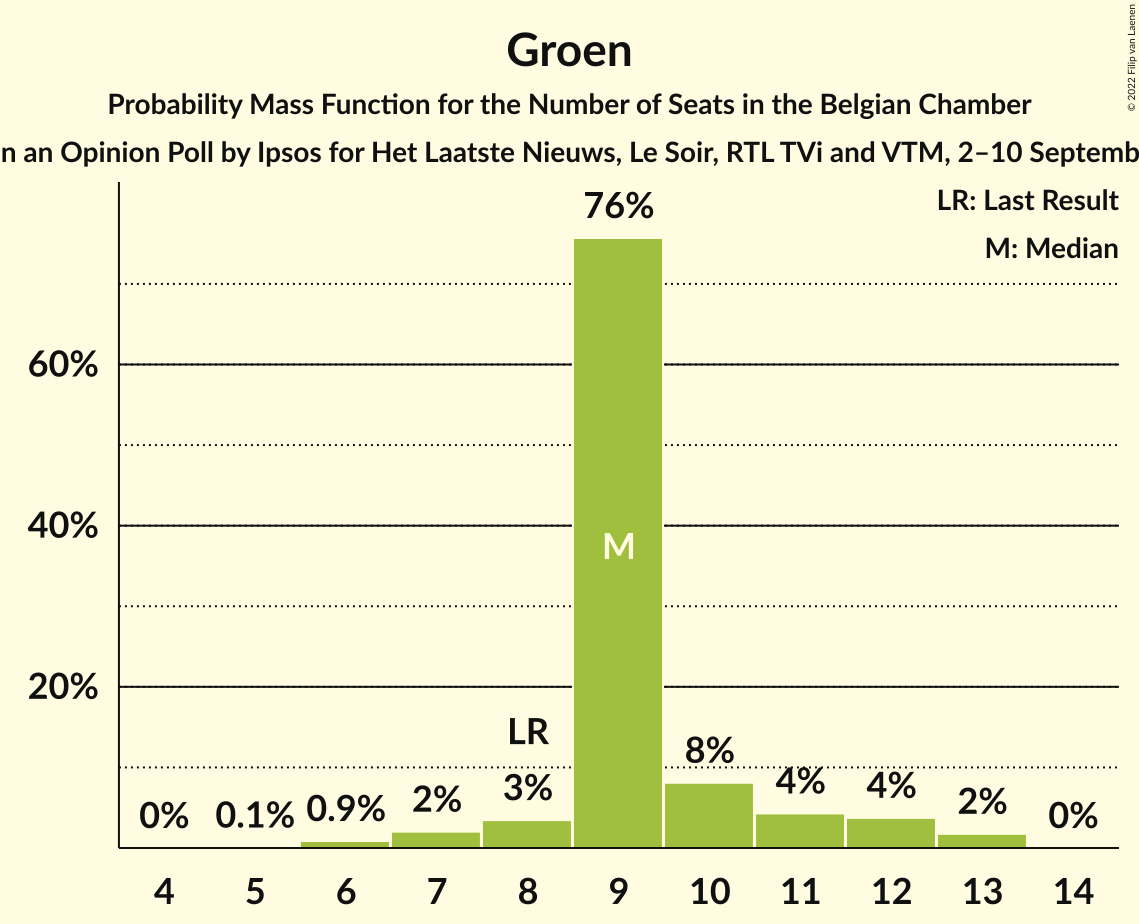 © 2022 Filip van Laenen
Groen
Probability Mass Function for the Number of Seats in the Belgian Chamber
n an Opinion Poll by Ipsos for Het Laatste Nieuws, Le Soir, RTL TVi and VTM, 2–10 Septemb
LR: Last Result
M: Median
76%
60%
40%
20%
M
LR
0% 0.1% 0.9% 2% 3% 8% 4% 4% 2% 0%
4 5 6 7 8 9 10 11 12 13 14